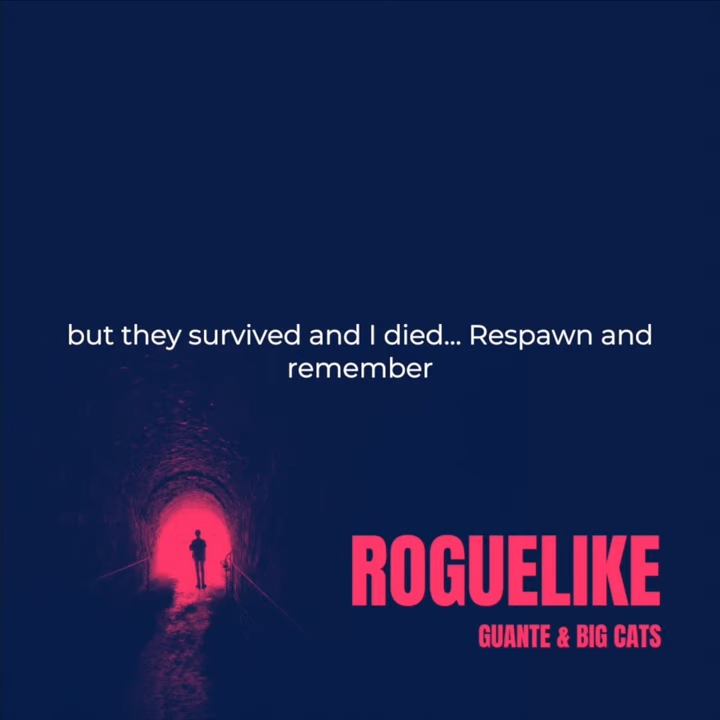 but they survived and I died... Respawn and
remember
ROGUELIKE
GUANTE & BIG CATS